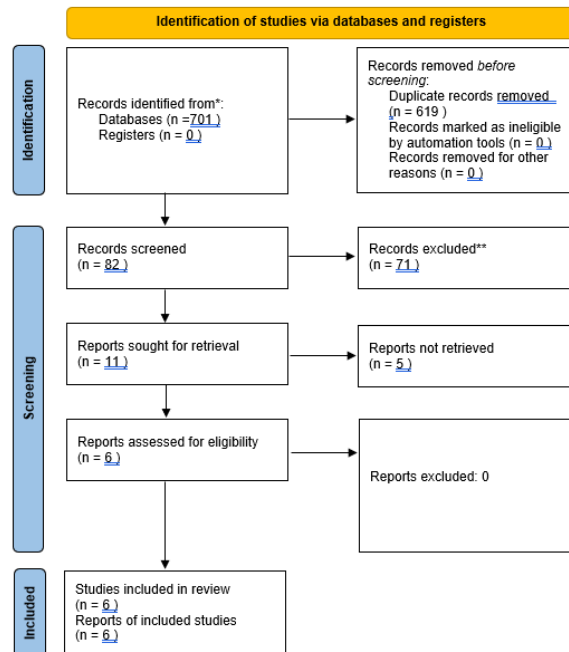 Identification of studies via databases and registers
Identification
Records identified from*:
Databases (n =701 )
Registers (n = 0 )
Records removed before
screening:
Duplicate records removed
(n = 619 )
Records marked as ineligible
by automation tools (n = 0 )
Records removed for other
reasons (n = 0 )
Screening
Records screened
(n = 82 )
Records excluded**
(n = 71 )
Reports sought for retrieval
(n = 11 )
Reports not retrieved
(n = 5 )
Reports assessed for eligibility
(n = 6 )
Reports excluded: 0
Included
Studies included in review
(n = 6 )
Reports of included studies
(n = 6 )